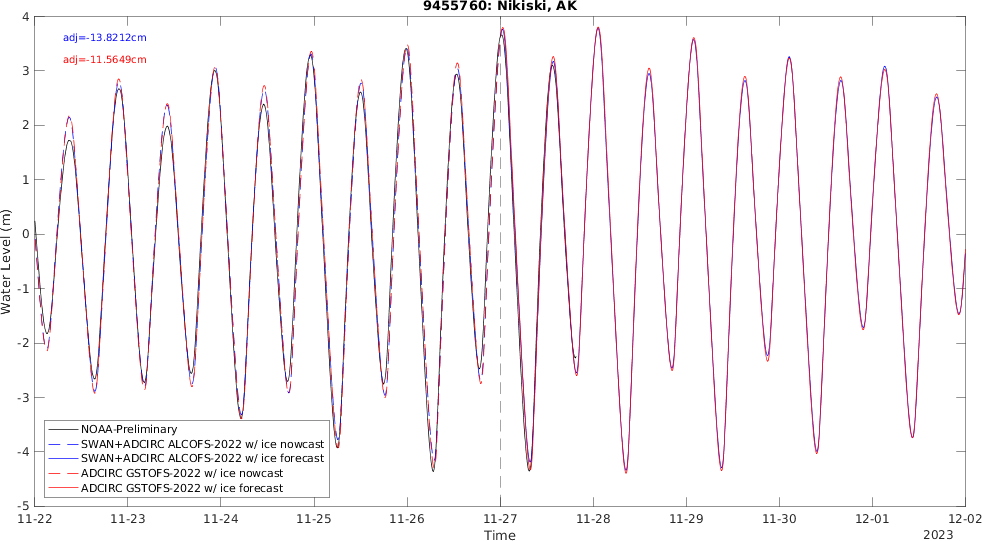 9455760: Nikiski, AK
adj=-13.8212cm
adj=-11.5649cm
Water Level (m)
4
3
2
1
0
-1
-2
-3
-4
-5
NOAA-Preliminary
SWAN+ADCIRC ALCOFS-2022 w/ ice nowcast
SWAN+ADCIRC ALCOFS-2022 w/ ice forecast
ADCIRC GSTOFS-2022 w/ ice nowcast
ADCIRC GSTOFS-2022 w/ ice forecast
11-22 11-23 11-24 11-25 11-26 11-27 11-28 11-29 11-30 12-01 12-02
Time
2023